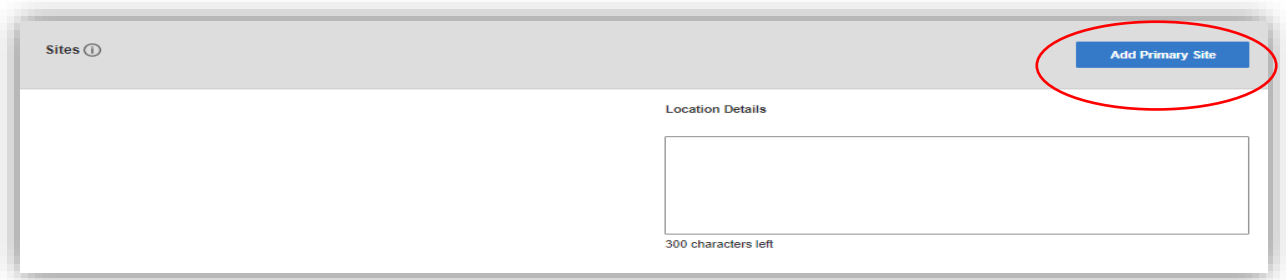 Sites
Add Primary Site
Location Details
300 characters left